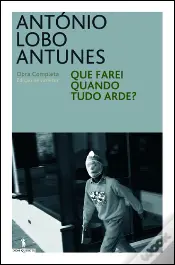 ANTÓNIO
LOBO
ANTUNES
Obra Completa
QUE FAREI
QUANDO
TUDO ARDE?
w